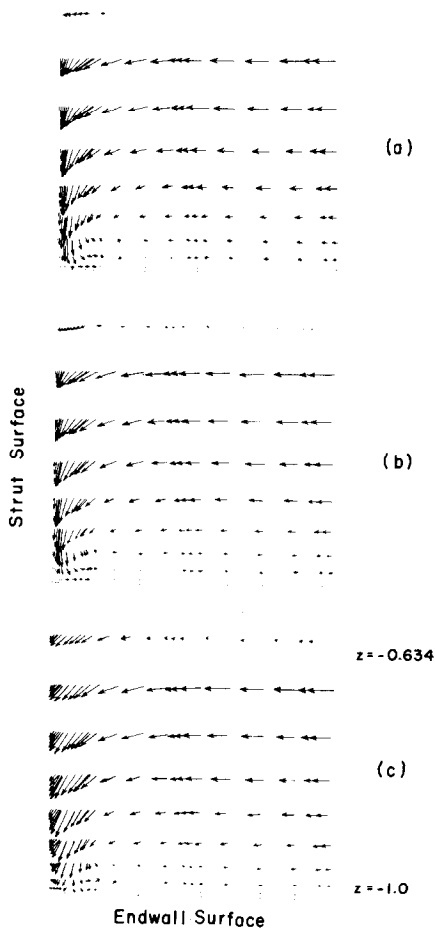 (a)
Strut Surface
(b)
z=-0.634
(c)
z=-1.0
Endwall Surface